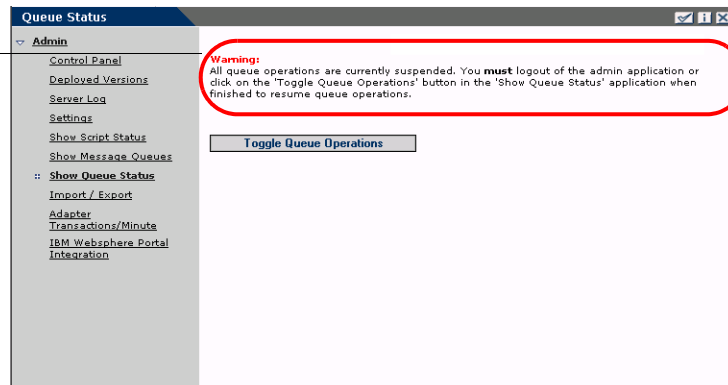 Queue Status
Admin
Control Panel
Deployed Versions
Server Log
Settings
Show Script Status
Show Message Queues
Show Queue Status
Import / Export
Adapter
Transactions/Minute
IBM Websphere Portal
Integration
Warning:
All queue operations are currently suspended. You must logout of the admin application or
click on the 'Toggle Queue Operations' button in the 'Show Queue Status' application when
finished to resume queue operations.
Toggle Queue Operations